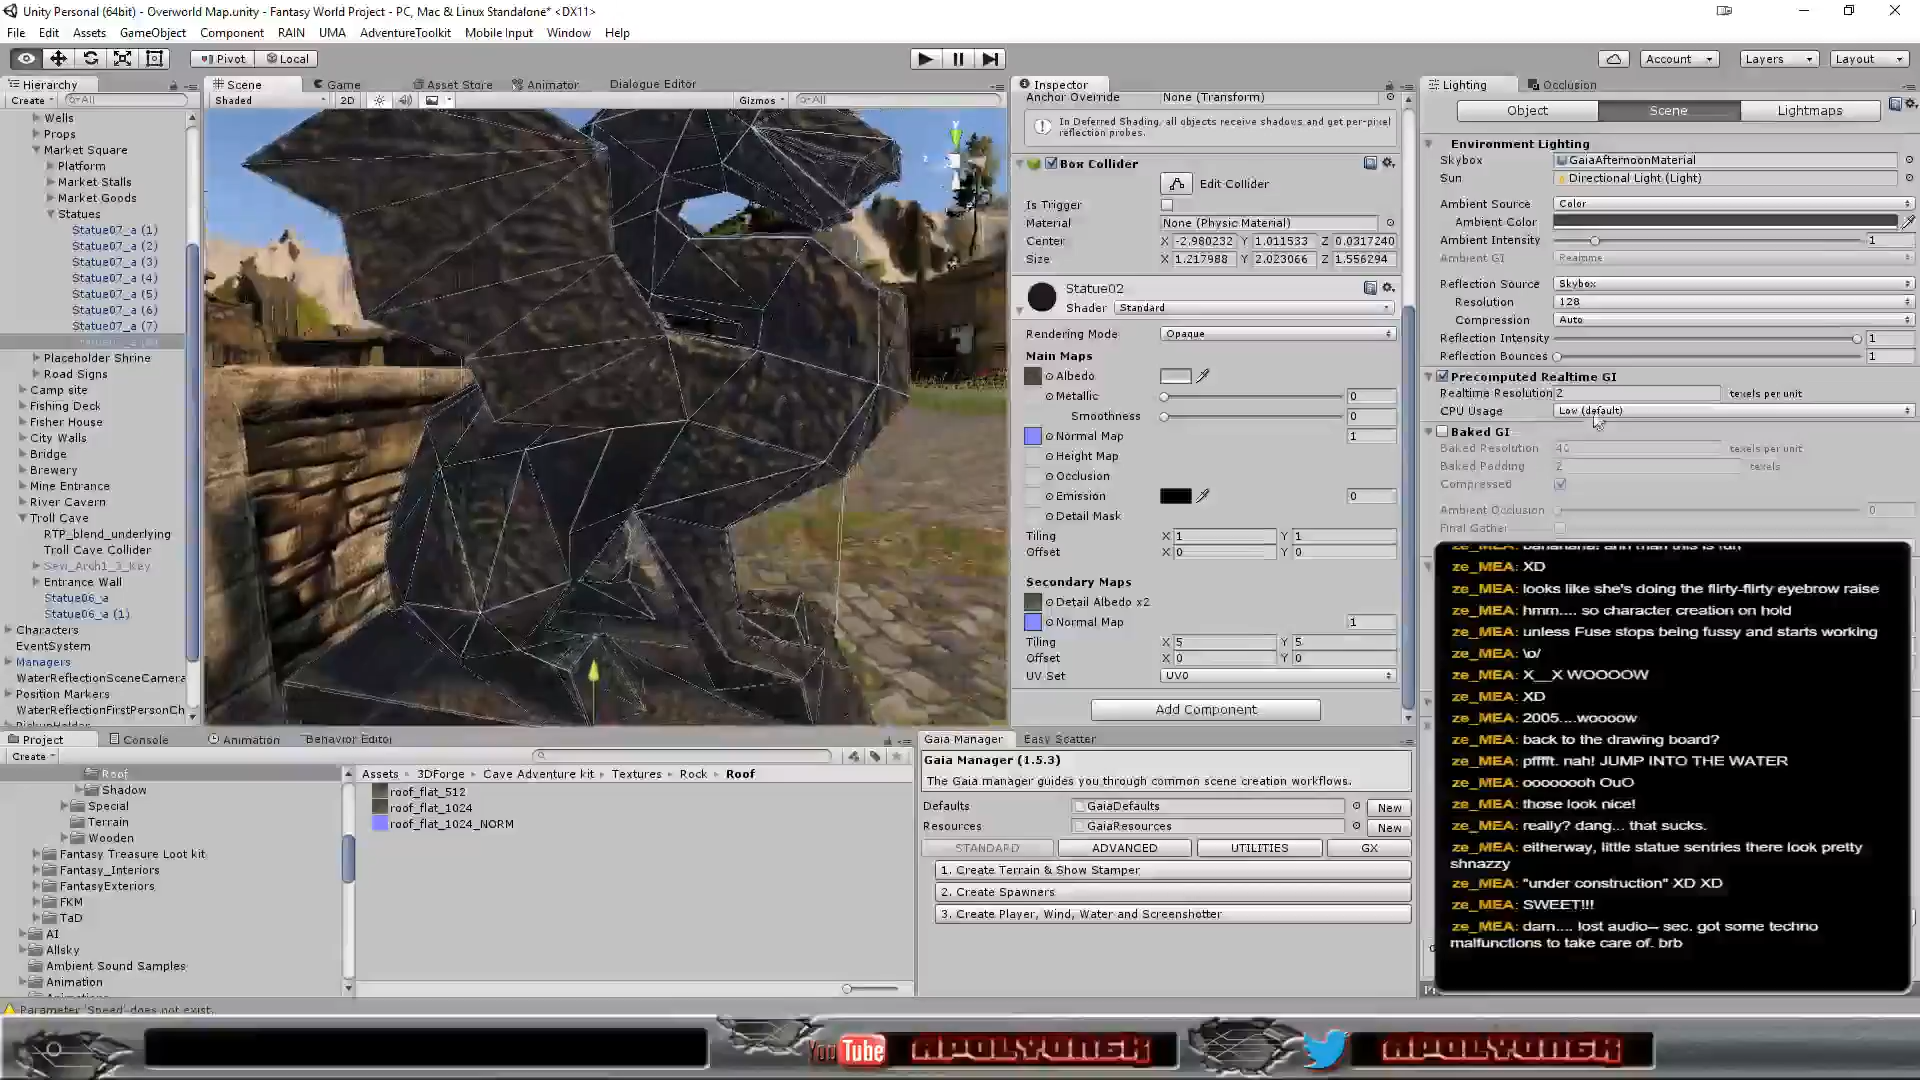 Unity Personal (64bit) - Overworld Map.unity - Fantasy World Project - PC, Mac & Linux Standalone* <DX11>
File Edit Assets GameObject Component RAIN UMA AdventureToolkit Mobile Input Window Help
Pivot Local Account Layers Layout
Hierarchy
Create All
Wells
Props
Market Square
Platform
Market Stalls
Market Goods
Statues
Statue07_a (1)
Statue07_a (2)
Statue07_a (3)
Statue07_a (4)
Statue07_a (5)
Statue07_a (6)
Statue07_a (7)
Placeholder Shrine
Road Signs
Camp site
Fishing Deck
Fisher House
City Walls
Bridge
Brewery
Mine Entrance
River Cavern
Troll Cave
RTP_blend_underlying
Troll Cave Collider
Sew_Arch1_3_Key
Entrance Wall
Statue06_a
Statue06_a (1)
Characters
EventSystem
Managers
WaterReflectionSceneCamera
Position Markers
WaterReflectionFirstPersonCh
Scene Game Asset Store Animator Dialogue Editor
Shaded 2D Gizmos All
Inspector
Anchor Override None (Transform)
In Deferred Shading, all objects receive shadows and get per-pixel
reflection probes.
Box Collider
Edit Collider
Is Trigger
Material None (Physic Material)
Center X -2.980232 Y 1.011533 Z 0.0317240
Size X 1.217988 Y 2.023066 Z 1.556294
Statue02
Shader Standard
Rendering Mode Opaque
Main Maps
Albedo
Metallic 0
Smoothness 0
Normal Map 1
Height Map
Occlusion
Emission 0
Detail Mask
Tiling X 1 Y 1
Offset X 0 Y 0
Secondary Maps
Detail Albedo x2
Normal Map 1
Tiling X 5 Y 5
Offset X 0 Y 0
UV Set UV0
Add Component
Lighting Occlusion
Object Scene Lightmaps
Environment Lighting
Skybox GaiaAfternoonMaterial
Sun Directional Light (Light)
Ambient Source Color
Ambient Color
Ambient Intensity 1
Ambient GI Realtime
Reflection Source Skybox
Resolution 128
Compression Auto
Reflection Intensity 1
Reflection Bounces 1
Precomputed Realtime GI
Realtime Resolution 2 texels per unit
CPU Usage Low (default)
Baked GI
Baked Resolution 40 texels per unit
Baked Padding 2 texels
Compressed
Ambient Occlusion 0
Final Gather
ze_MEA: XD
ze_MEA: looks like she's doing the flirty-flirty eyebrow raise
ze_MEA: hmm.... so character creation on hold
ze_MEA: unless Fuse stops being fussy and starts working
ze_MEA: \o/
ze_MEA: X__X WOOOOW
ze_MEA: XD
ze_MEA: 2005....woooow
ze_MEA: back to the drawing board?
ze_MEA: pfffft. nah! JUMP INTO THE WATER
ze_MEA: oooooooh OuO
ze_MEA: those look nice!
ze_MEA: really? dang... that sucks.
ze_MEA: eitherway, little statue sentries there look pretty
shnazzy
ze_MEA: "under construction" XD XD
ze_MEA: SWEET!!!
ze_MEA: darn.... lost audio-- sec. got some techno
malfunctions to take care of. brb
Project Console Animation Behavior Editor
Create
Roof
Shadow
Special
Terrain
Wooden
Fantasy Treasure Loot kit
Fantasy_Interiors
FantasyExteriors
FKM
TaD
AI
Allsky
Ambient Sound Samples
Animation
Assets 3DForge Cave Adventure kit Textures Rock Roof
roof_flat_512
roof_flat_1024
roof_flat_1024_NORM
Gaia Manager Easy Scatter
Gaia Manager (1.5.3)
The Gaia manager guides you through common scene creation workflows.
Defaults GaiaDefaults New
Resources GaiaResources New
STANDARD ADVANCED UTILITIES GX
1. Create Terrain & Show Stamper
2. Create Spawners
3. Create Player, Wind, Water and Screenshotter
Parameter 'Speed' does not exist.
YouTube APOLYONGK APOLYONGK